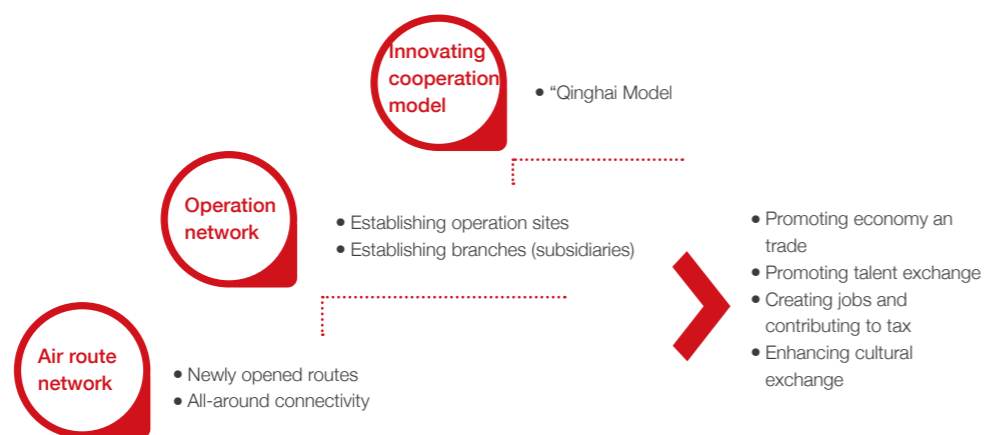 Innovating
cooperation
model
● “Qinghai Model
Operation
network
● Establishing operation sites
● Establishing branches (subsidiaries)
Air route
network
● Newly opened routes
● All-around connectivity
● Promoting economy an
trade
● Promoting talent exchange
● Creating jobs and
contributing to tax
● Enhancing cultural
exchange